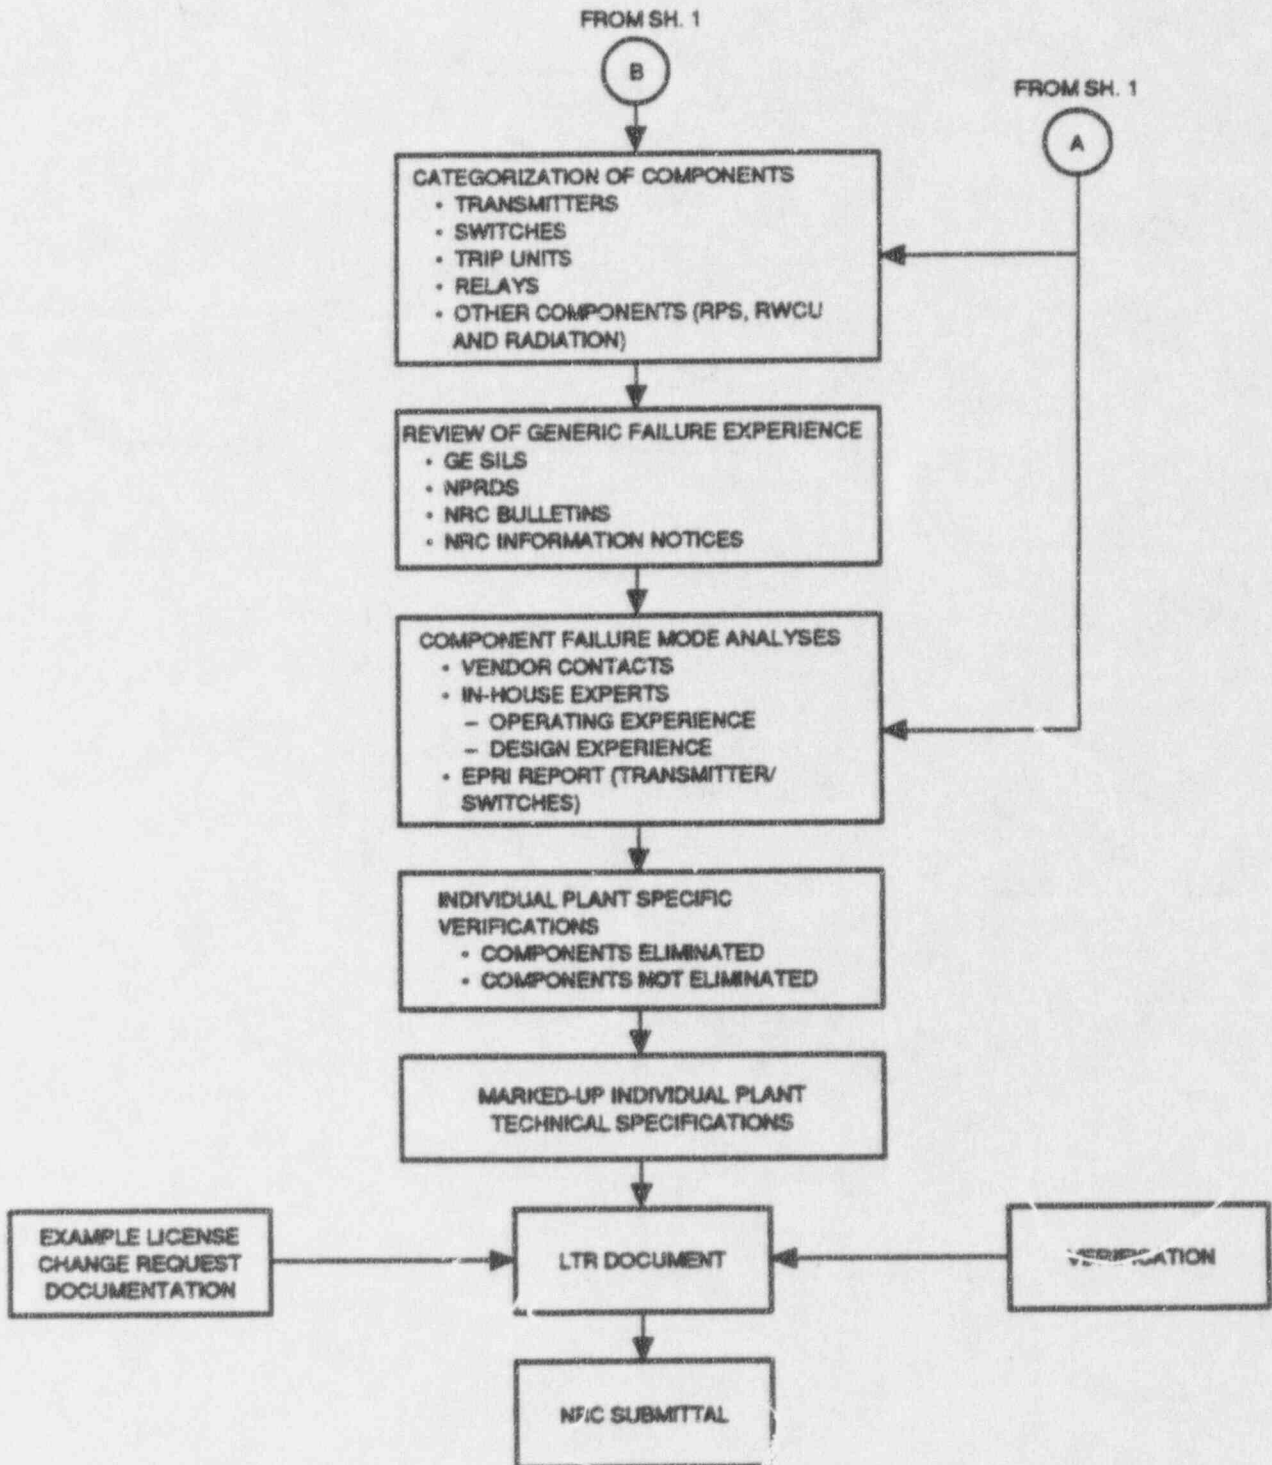 FROM SH. 1
B
FROM SH. 1
A
CATEGORIZATION OF COMPONENTS
• TRANSMITTERS
• SWITCHES
• TRIP UNITS
• RELAYS
• OTHER COMPONENTS (RPS, RWCU
AND RADIATION)
REVIEW OF GENERIC FAILURE EXPERIENCE
• GE SILS
• NPRDS
• NRC BULLETINS
• NRC INFORMATION NOTICES
COMPONENT FAILURE MODE ANALYSES
• VENDOR CONTACTS
• IN-HOUSE EXPERTS
– OPERATING EXPERIENCE
– DESIGN EXPERIENCE
• EPRI REPORT (TRANSMITTER/
SWITCHES)
INDIVIDUAL PLANT SPECIFIC
VERIFICATIONS
• COMPONENTS ELIMINATED
• COMPONENTS NOT ELIMINATED
MARKED-UP INDIVIDUAL PLANT
TECHNICAL SPECIFICATIONS
EXAMPLE LICENSE
CHANGE REQUEST
DOCUMENTATION
LTR DOCUMENT
VERIFICATION
NRC SUBMITTAL